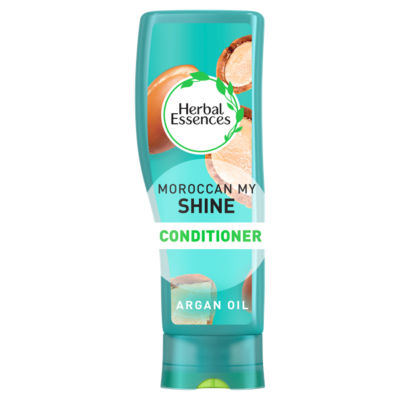 Herbal
Essences
MOROCCAN MY
SHINE
CONDITIONER
ARGAN OIL